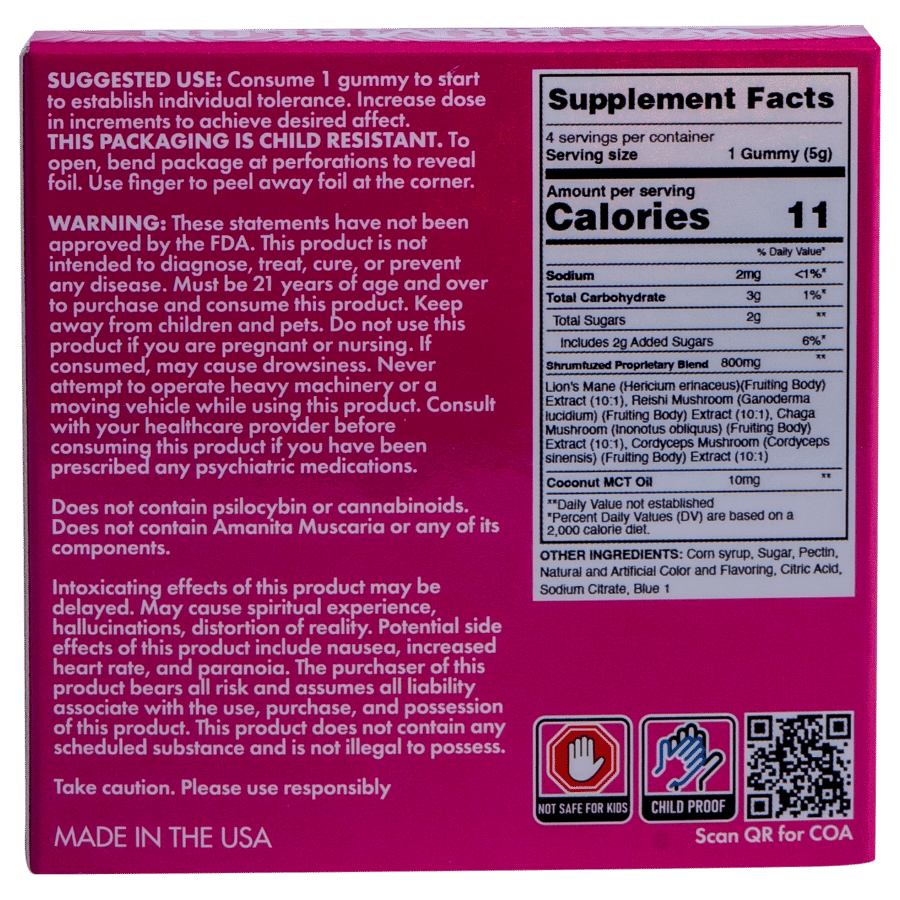 SUGGESTED USE: Consume 1 gummy to start
to establish individual tolerance. Increase dose
in increments to achieve desired affect.
THIS PACKAGING IS CHILD RESISTANT. To
open, bend package at perforations to reveal
foil. Use finger to peel away foil at the corner.
WARNING: These statements have not been
approved by the FDA. This product is not
intended to diagnose, treat, cure, or prevent
any disease. Must be 21 years of age and over
to purchase and consume this product. Keep
away from children and pets. Do not use this
product if you are pregnant or nursing. If
consumed, may cause drowsiness. Never
attempt to operate heavy machinery or a
moving vehicle while using this product. Consult
with your healthcare provider before
consuming this product if you have been
prescribed any psychiatric medications.
Does not contain psilocybin or cannabinoids.
Does not contain Amanita Muscaria or any of its
components.
Intoxicating effects of this product may be
delayed. May cause spiritual experience,
hallucinations, distortion of reality. Potential side
effects of this product include nausea, increased
heart rate, and paranoia. The purchaser of this
product bears all risk and assumes all liability
associate with the use, purchase, and possession
of this product. This product does not contain any
scheduled substance and is not illegal to possess.
Take caution. Please use responsibly
MADE IN THE USA
Supplement Facts
4 servings per container
Serving size 1 Gummy (5g)
Amount per serving
Calories 11
% Daily Value*
Sodium 2mg <1%*
Total Carbohydrate 3g 1%*
Total Sugars 2g **
Includes 2g Added Sugars 6%*
Shrumfuzed Proprietary Blend 800mg **
Lion's Mane (Hericium erinaceus)(Fruiting Body)
Extract (10:1), Reishi Mushroom (Ganoderma
lucidium) (Fruiting Body) Extract (10:1), Chaga
Mushroom (Inonotus obliquus) (Fruiting Body)
Extract (10:1), Cordyceps Mushroom (Cordyceps
sinensis) (Fruiting Body) Extract (10:1)
Coconut MCT Oil 10mg **
**Daily Value not established
*Percent Daily Values (DV) are based on a
2,000 calorie diet.
OTHER INGREDIENTS: Corn syrup, Sugar, Pectin,
Natural and Artificial Color and Flavoring, Citric Acid,
Sodium Citrate, Blue 1
NOT SAFE FOR KIDS
CHILD PROOF
Scan QR for COA